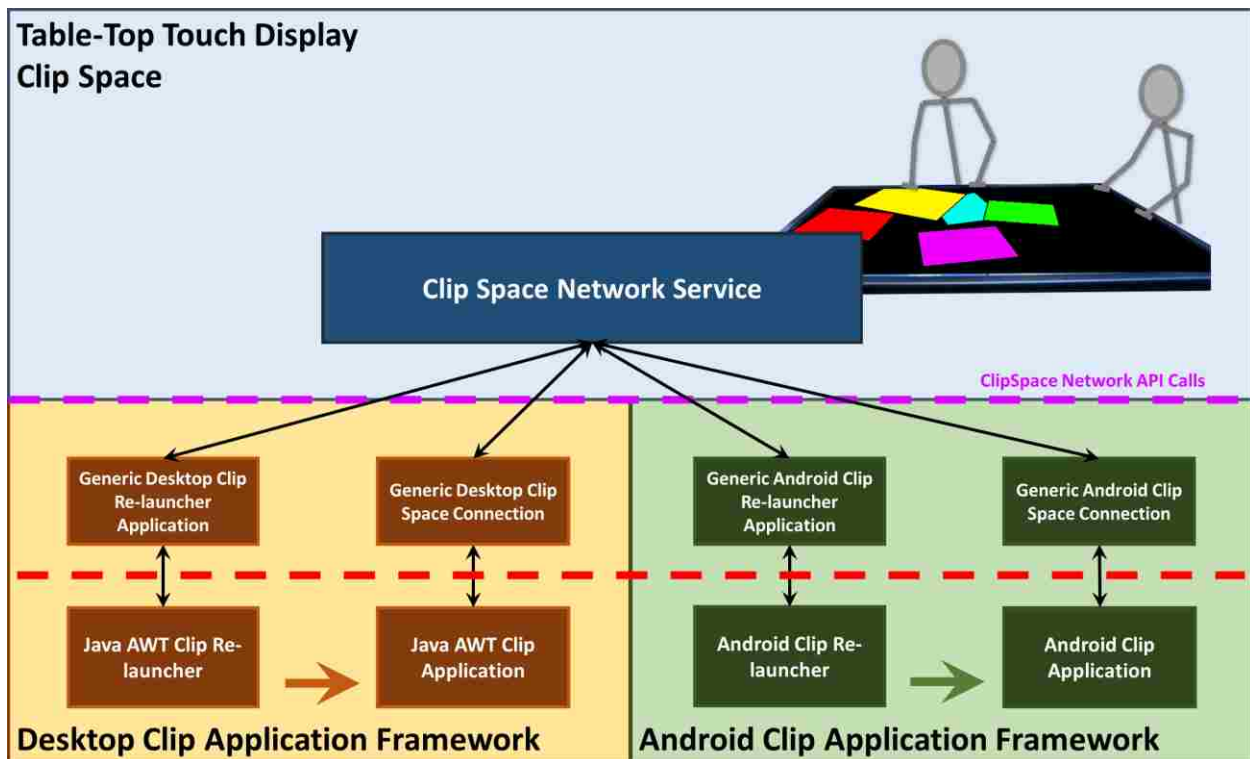 Table-Top Touch Display
Clip Space
Clip Space Network Service
ClipSpace Network API Calls
Generic Desktop Clip
Re-launcher
Application
Generic Desktop Clip
Space Connection
Generic Android Clip
Re-launcher
Application
Generic Android Clip
Space Connection
Java AWT Clip Re-
launcher
Java AWT Clip
Application
Android Clip Re-
launcher
Android Clip
Application
Desktop Clip Application Framework
Android Clip Application Framework